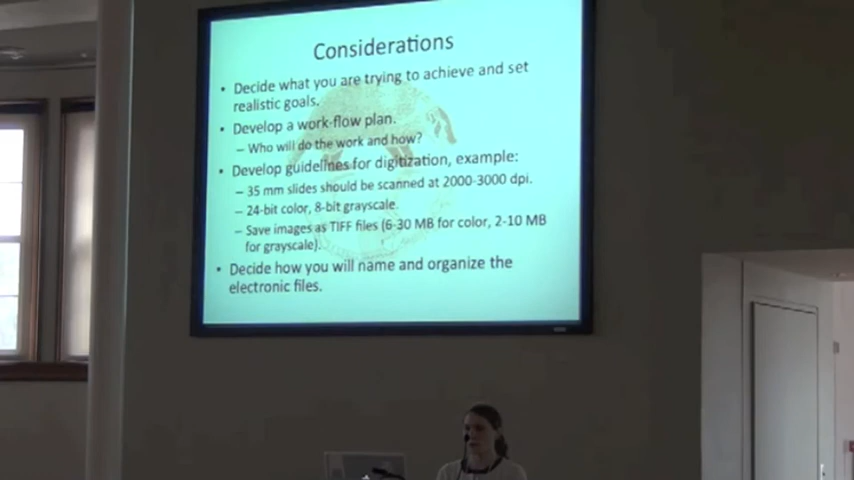 Considerations
• Decide what you are trying to achieve and set
realistic goals.
• Develop a work-flow plan.
– Who will do the work and how?
• Develop guidelines for digitization, example:
– 35 mm slides should be scanned at 2000-3000 dpi.
– 24-bit color, 8-bit grayscale.
– Save images as TIFF files (6-30 MB for color, 2-10 MB
for grayscale).
• Decide how you will name and organize the
electronic files.